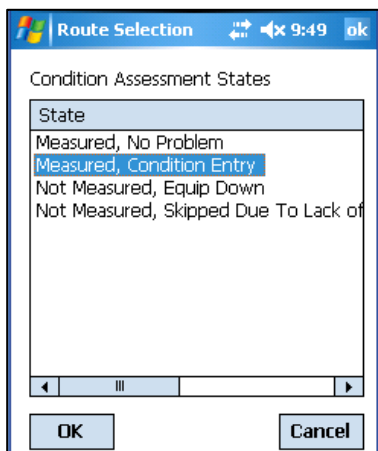 Route Selection 9:49 ok
Condition Assessment States
State
Measured, No Problem
Measured, Condition Entry
Not Measured, Equip Down
Not Measured, Skipped Due To Lack of
OK Cancel